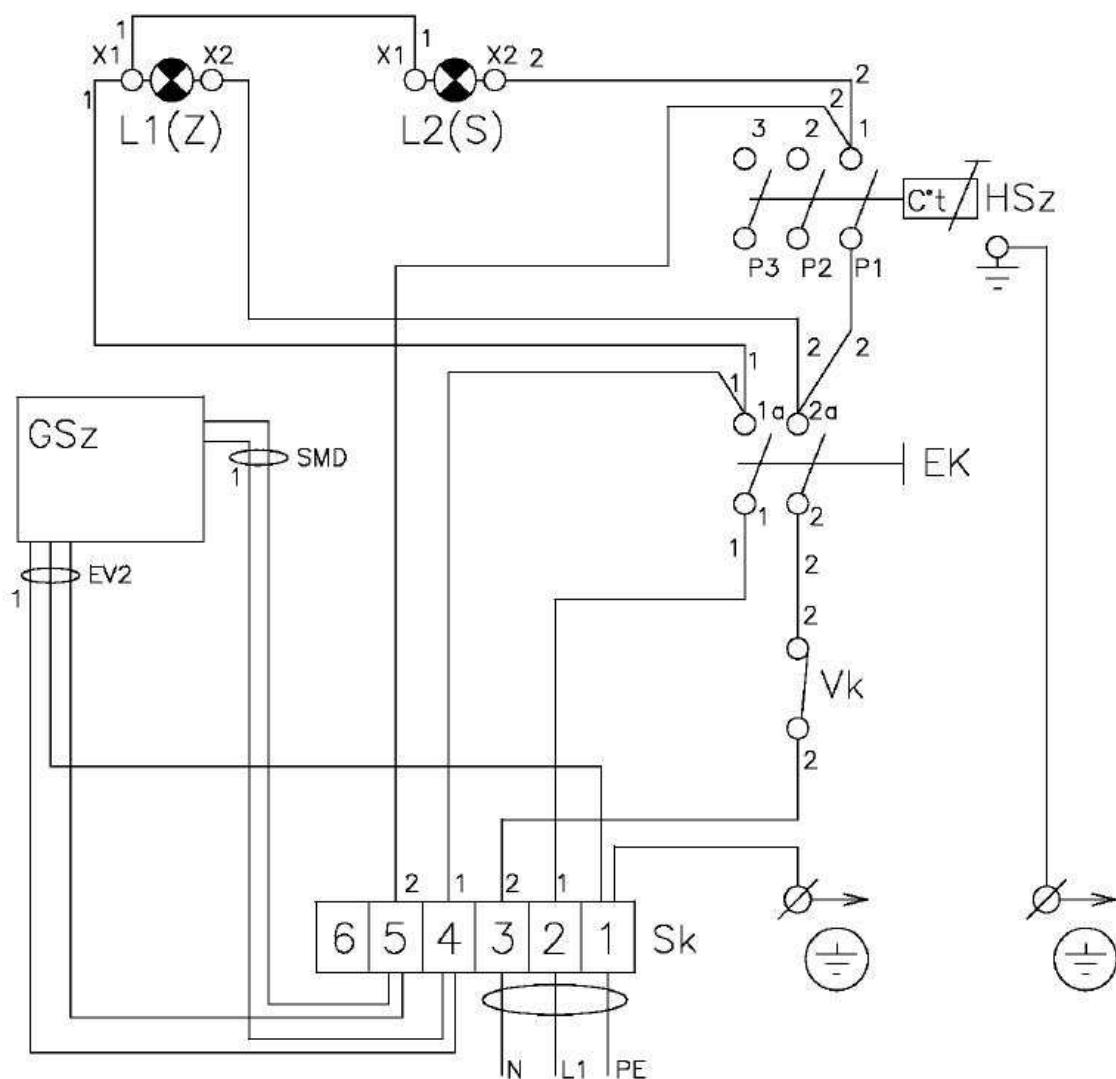 1 1 2 2
X1 X2 X1 X2
1 L1(Z) L2(S) 2
3 2 1
C°t HSz
P3 P2 P1
2 2
1
1
1a 2a
GSz
SMD
1
EK
1 2
1 2
EV2
1
2
Vk
2
2 1 2 1
6 5 4 3 2 1 Sk
N L1 PE